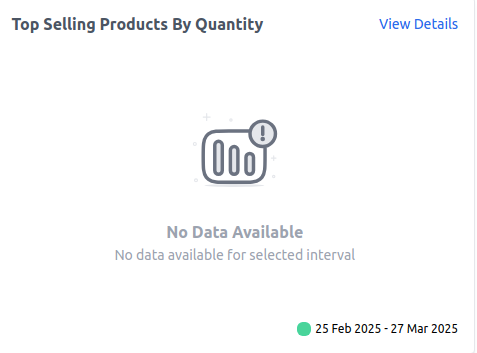 Top Selling Products By Quantity
View Details
No Data Available
No data available for selected interval
25 Feb 2025 - 27 Mar 2025